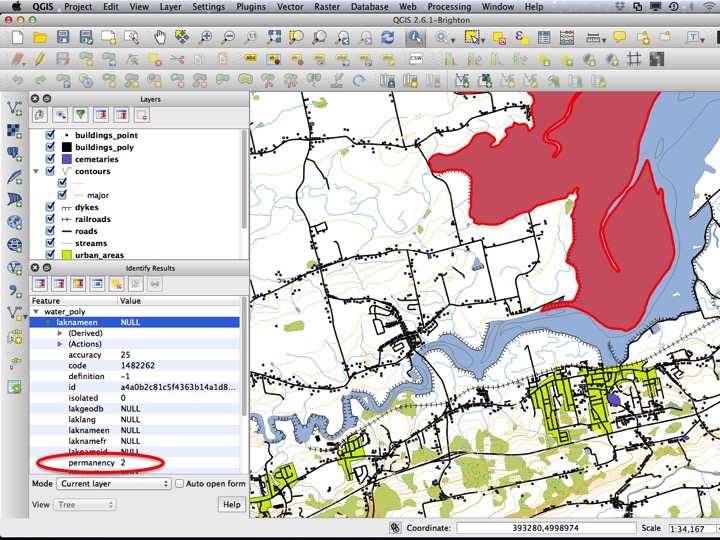 QGIS Project Edit View Layer Settings Plugins Vector Raster Database Web Processing Window Help
QGIS 2.6.1-Brighton
abc
CSW
Layers
buildings_point
buildings_poly
cemetaries
contours
major
dykes
railroads
roads
streams
urban_areas
Identify Results
Feature Value
water_poly
laknameen NULL
(Derived)
(Actions)
accuracy 25
code 1482262
definition -1
id a4a0b2c81c5f4363b14a1d8...
isolated 0
lakgeodb NULL
laklang NULL
laknameen NULL
laknamefr NULL
laknameid NULL
permanency 2
Mode Current layer Auto open form
View Tree Help
Coordinate: 393280,4998974 Scale 1:34,167